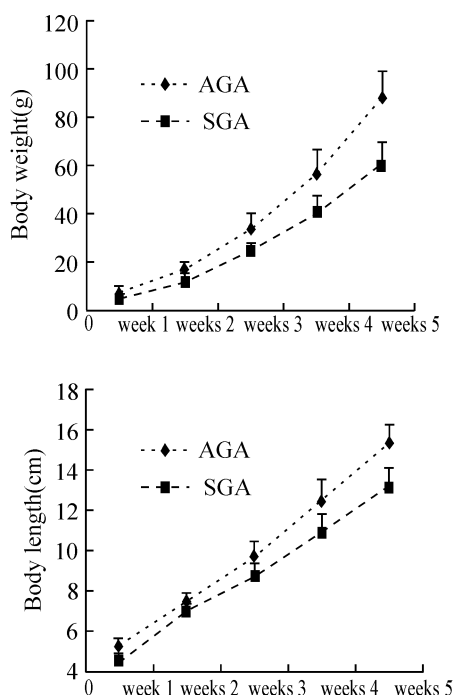 Body weight(g)
120
100
80
60
40
20
0
AGA
SGA
0 week 1 weeks 2 weeks 3 weeks 4 weeks 5
Body length(cm)
18
16
14
12
10
8
6
4
AGA
SGA
0 week 1 weeks 2 weeks 3 weeks 4 weeks 5